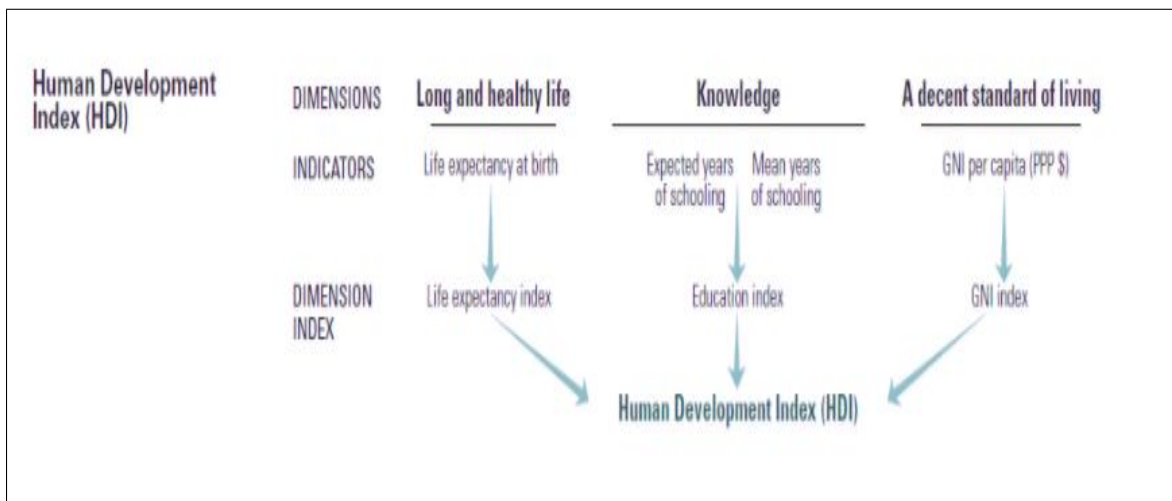 Human Development
Index (HDI)
DIMENSIONS
Long and healthy life
Knowledge
A decent standard of living
INDICATORS
Life expectancy at birth
Expected years
of schooling
Mean years
of schooling
GNI per capita (PPP $)
DIMENSION
INDEX
Life expectancy index
Education index
GNI index
Human Development Index (HDI)